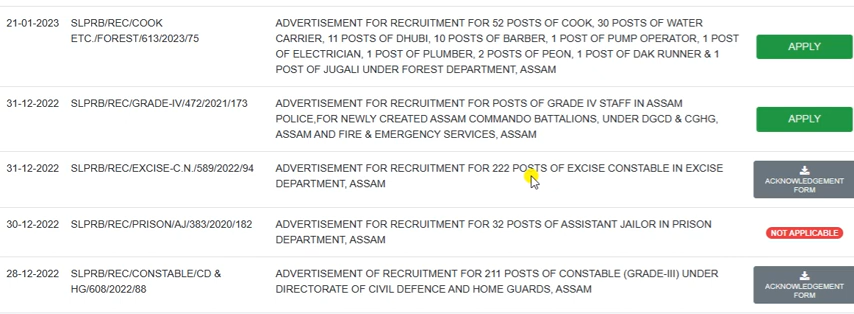 21-01-2023 SLPRB/REC/COOK ADVERTISEMENT FOR RECRUITMENT FOR 52 POSTS OF COOK, 30 POSTS OF WATER
ETC./FOREST/613/2023/75 CARRIER, 11 POSTS OF DHUBI, 10 POSTS OF BARBER, 1 POST OF PUMP OPERATOR, 1 POST
OF ELECTRICIAN, 1 POST OF PLUMBER, 2 POSTS OF PEON, 1 POST OF DAK RUNNER & 1
POST OF JUGALI UNDER FOREST DEPARTMENT, ASSAM
APPLY
31-12-2022 SLPRB/REC/GRADE-IV/472/2021/173 ADVERTISEMENT FOR RECRUITMENT FOR POSTS OF GRADE IV STAFF IN ASSAM
POLICE,FOR NEWLY CREATED ASSAM COMMANDO BATTALIONS, UNDER DGCD & CGHG,
ASSAM AND FIRE & EMERGENCY SERVICES, ASSAM
APPLY
31-12-2022 SLPRB/REC/EXCISE-C.N./589/2022/94 ADVERTISEMENT FOR RECRUITMENT FOR 222 POSTS OF EXCISE CONSTABLE IN EXCISE
DEPARTMENT, ASSAM
ACKNOWLEDGEMENT
FORM
30-12-2022 SLPRB/REC/PRISON/AJ/383/2020/182 ADVERTISEMENT FOR RECRUITMENT FOR 32 POSTS OF ASSISTANT JAILOR IN PRISON
DEPARTMENT, ASSAM
NOT APPLICABLE
28-12-2022 SLPRB/REC/CONSTABLE/CD & ADVERTISEMENT OF RECRUITMENT FOR 211 POSTS OF CONSTABLE (GRADE-III) UNDER
HG/608/2022/88 DIRECTORATE OF CIVIL DEFENCE AND HOME GUARDS, ASSAM
ACKNOWLEDGEMENT
FORM